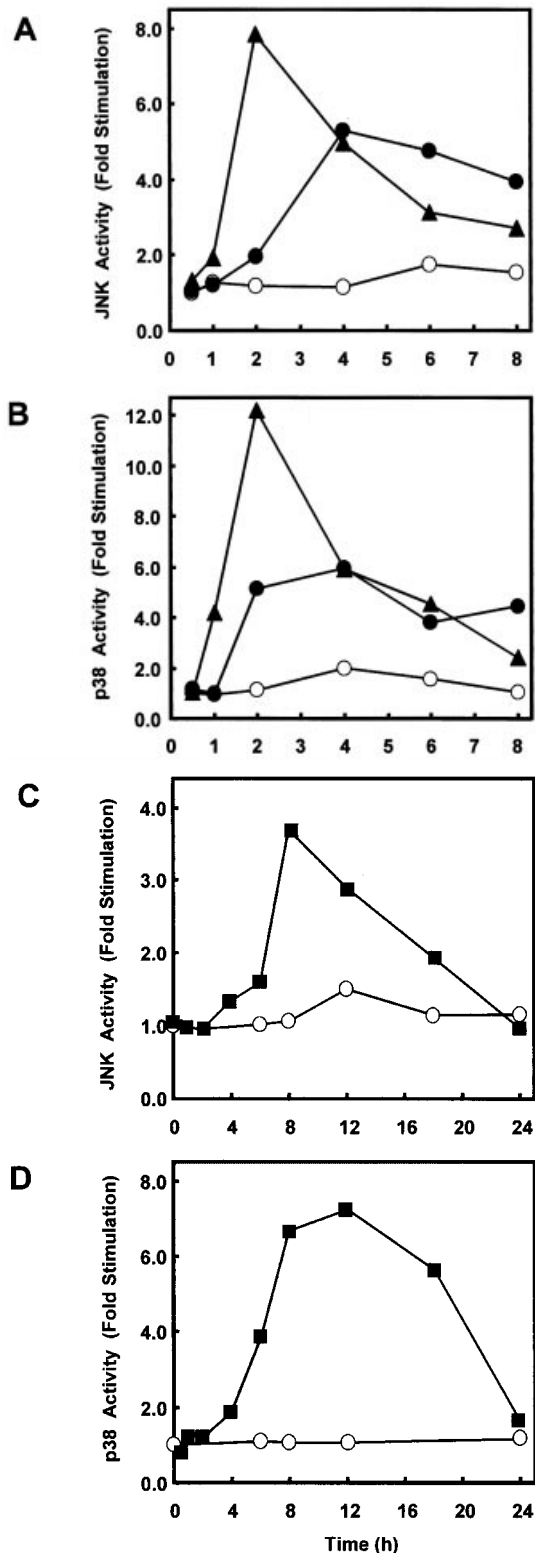 A
JNK Activity (Fold Stimulation)
8.0
6.0
4.0
2.0
0.0
0 1 2 3 4 5 6 7 8
B
p38 Activity (Fold Stimulation)
12.0
10.0
8.0
6.0
4.0
2.0
0.0
0 1 2 3 4 5 6 7 8
C
JNK Activity (Fold Stimulation)
4.0
3.0
2.0
1.0
0.0
0 4 8 12 16 20 24
D
p38 Activity (Fold Stimulation)
8.0
6.0
4.0
2.0
0.0
0 4 8 12 16 20 24
Time (h)